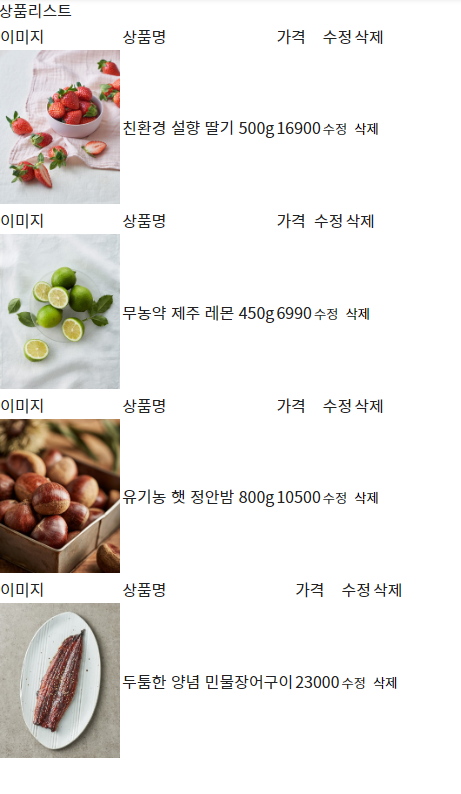 상품리스트
이미지 상품명 가격 수정 삭제
친환경 설향 딸기 500g 16900 수정 삭제
이미지 상품명 가격 수정 삭제
무농약 제주 레몬 450g 6990 수정 삭제
이미지 상품명 가격 수정 삭제
유기농 햇 정안밤 800g 10500 수정 삭제
이미지 상품명 가격 수정 삭제
두툼한 양념 민물장어구이 23000 수정 삭제